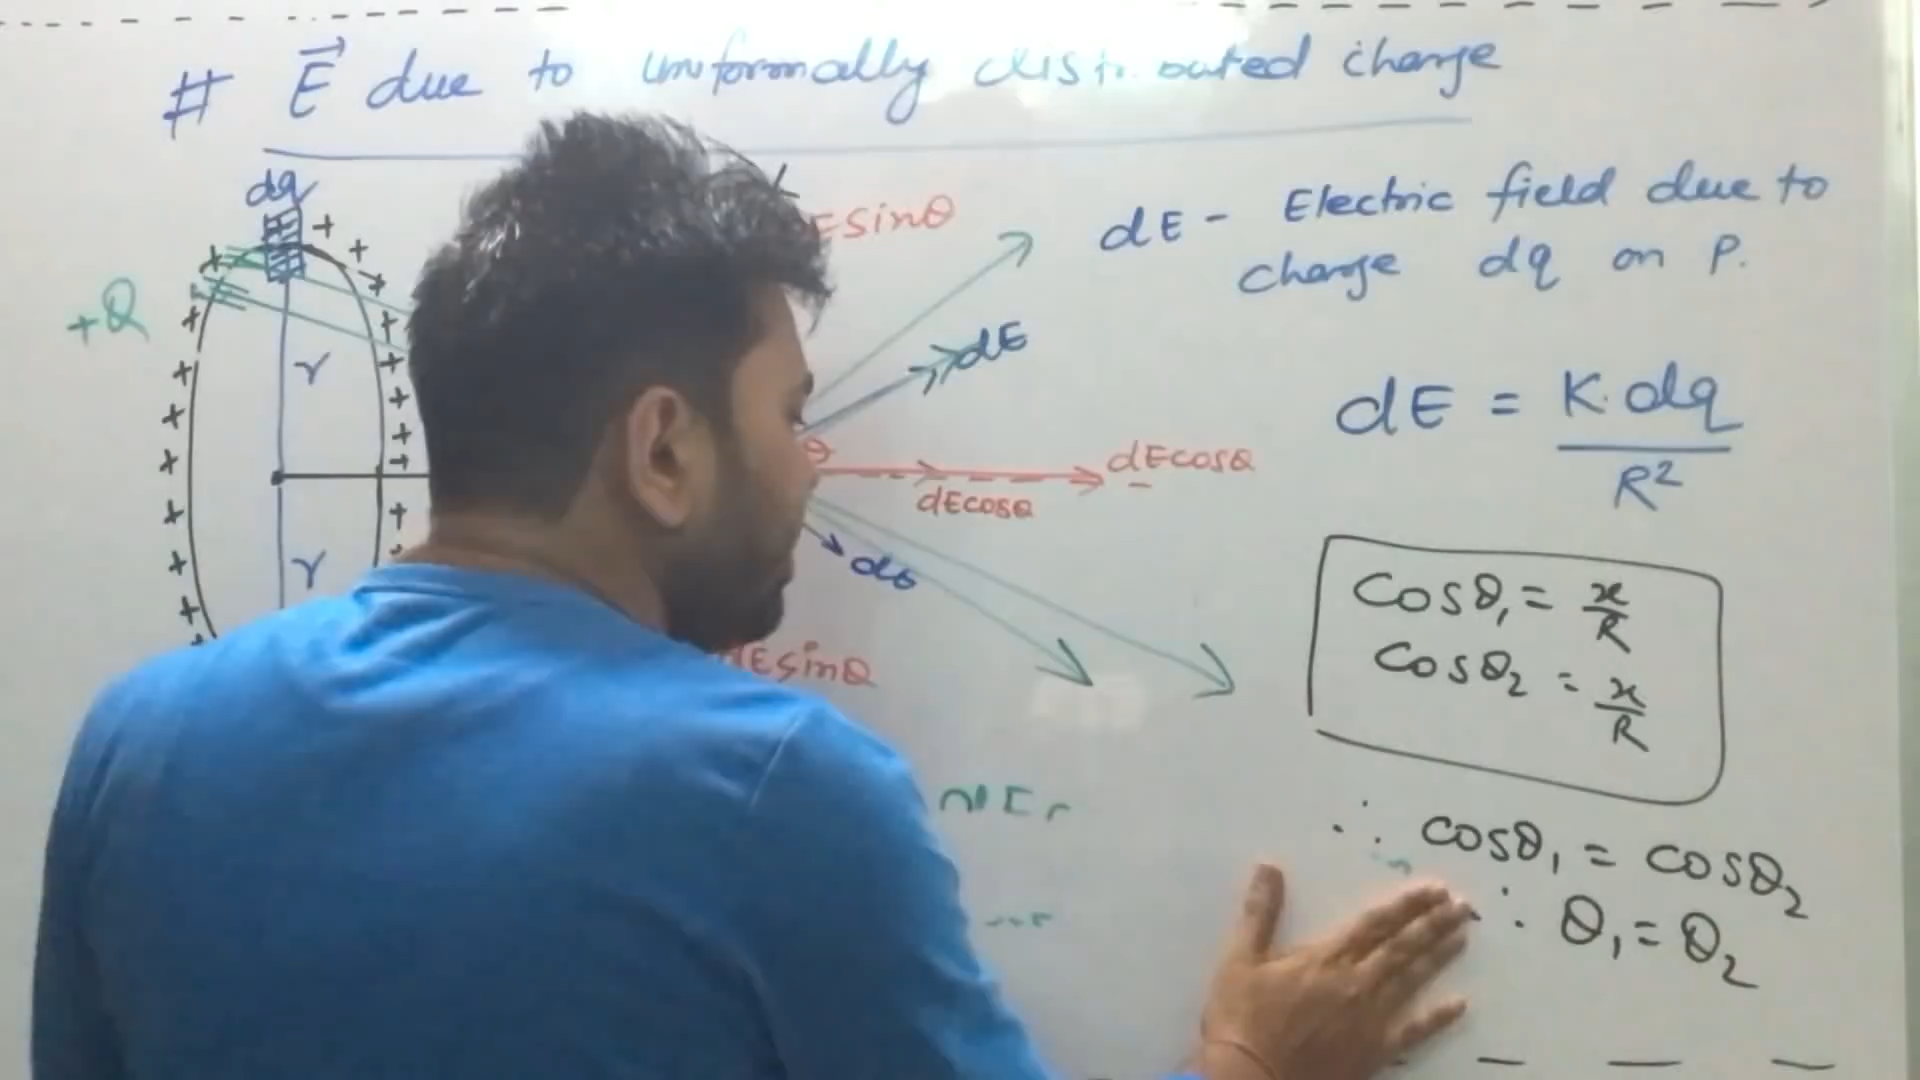 # E⃗ due to uniformally distributed charge
dq
+Q
r
r
ESinθ
dE
θ
dEcosθ
dEcosθ
dE
dESinθ
dE - Electric field due to
charge dq on P.
dE = K.dq / R²
Cosθ₁ = x/R
Cosθ₂ = x/R
∴ cosθ₁ = cosθ₂
∴ θ₁ = θ₂